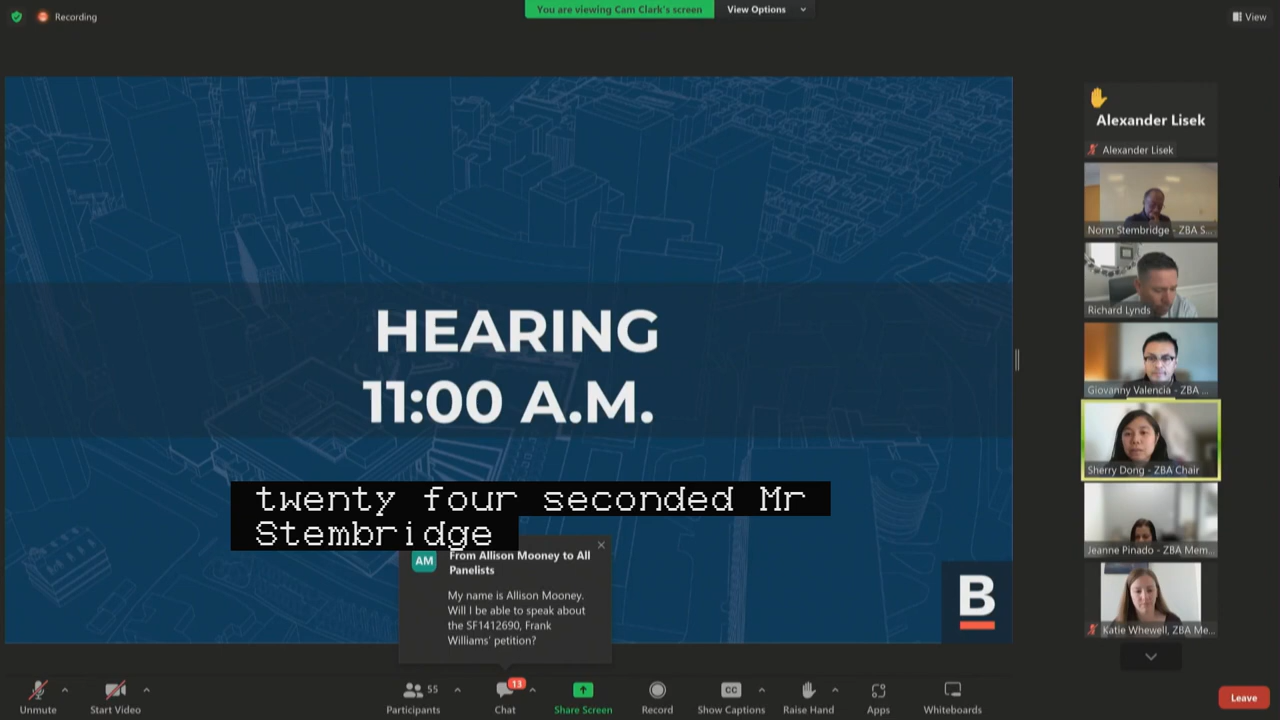 Recording
You are viewing Cam Clark's screen
View Options
View
HEARING
11:00 A.M.
twenty four seconded Mr
Stembridge
AM
From Allison Mooney to All
Panelists
My name is Allison Mooney.
Will I be able to speak about
the SF1412690, Frank
Williams' petition?
B
Alexander Lisek
Alexander Lisek
Norm Stembridge - ZBA S...
Richard Lynds
Giovanny Valencia - ZBA ...
Sherry Dong - ZBA Chair
Jeanne Pinado - ZBA Mem...
Katie Whewell, ZBA Me...
Unmute
Start Video
55
Participants
13
Chat
Share Screen
Record
CC
Show Captions
Raise Hand
Apps
Whiteboards
Leave